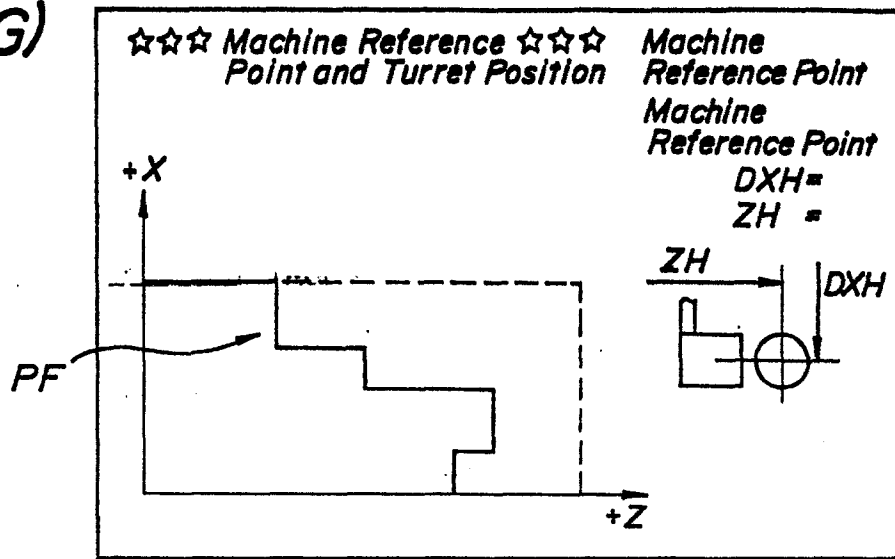 G)
☆☆☆ Machine Reference ☆☆☆
Point and Turret Position
Machine
Reference Point
Machine
Reference Point
DXH=
ZH =
+X
ZH
DXH
PF
+Z